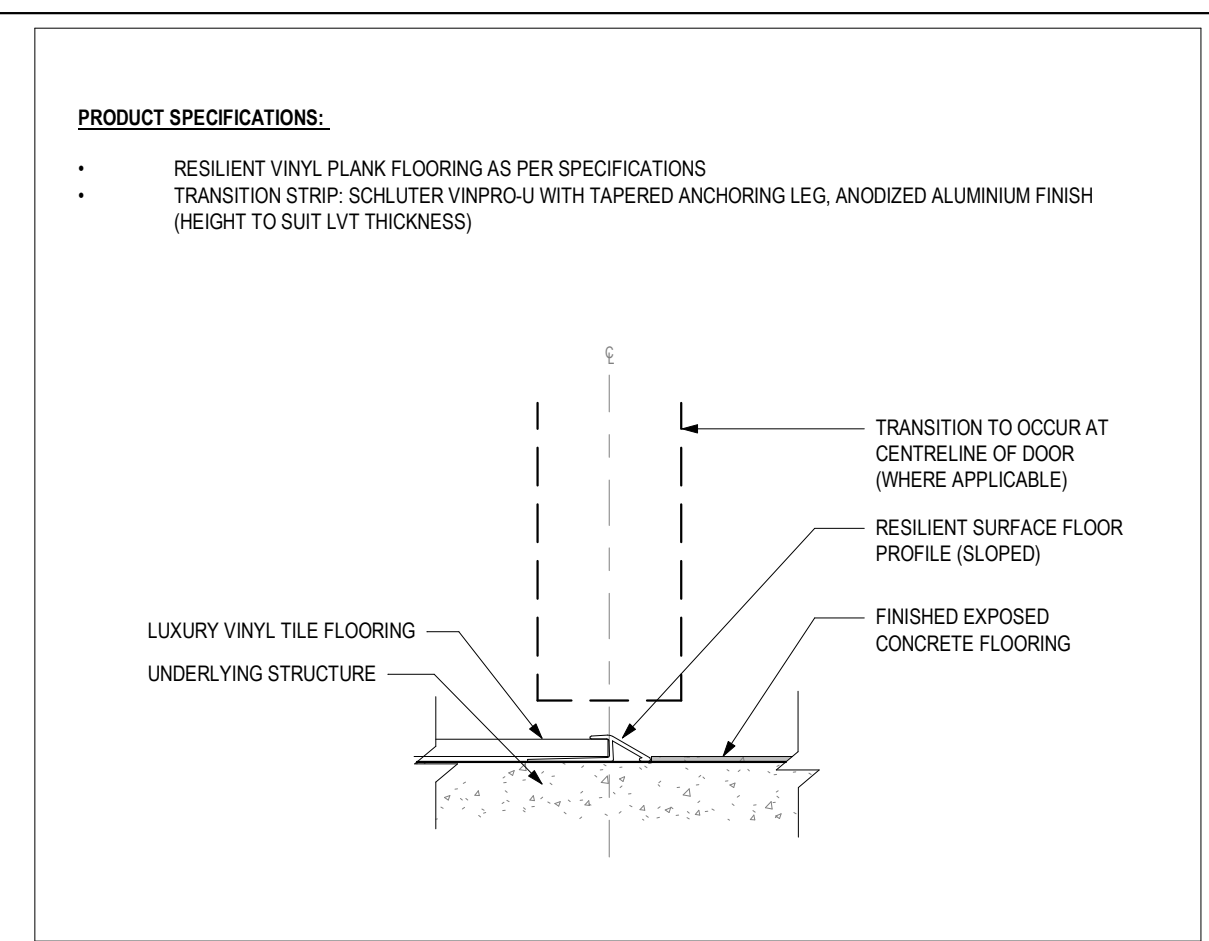 PRODUCT SPECIFICATIONS:
• RESILIENT VINYL PLANK FLOORING AS PER SPECIFICATIONS
• TRANSITION STRIP: SCHLUTER VINPRO-U WITH TAPERED ANCHORING LEG, ANODIZED ALUMINIUM FINISH
(HEIGHT TO SUIT LVT THICKNESS)
℄
TRANSITION TO OCCUR AT
CENTRELINE OF DOOR
(WHERE APPLICABLE)
RESILIENT SURFACE FLOOR
PROFILE (SLOPED)
FINISHED EXPOSED
CONCRETE FLOORING
LUXURY VINYL TILE FLOORING
UNDERLYING STRUCTURE